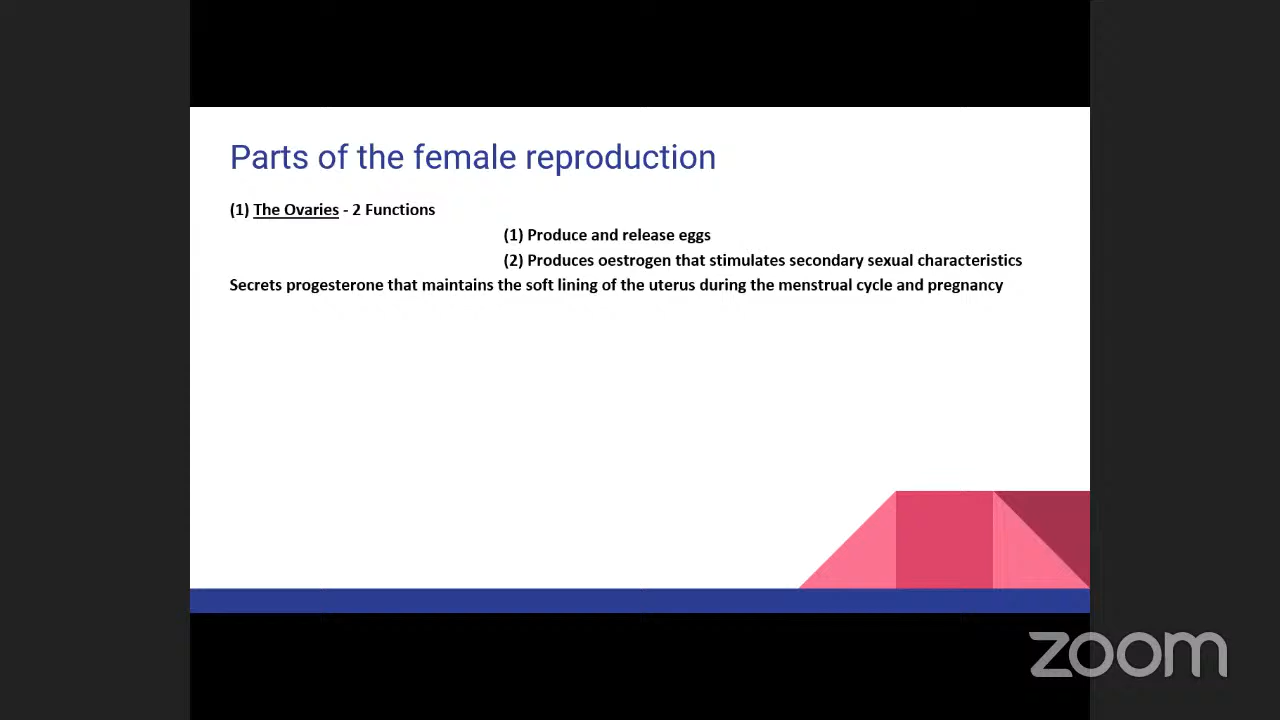 Parts of the female reproduction
(1) The Ovaries - 2 Functions
(1) Produce and release eggs
(2) Produces oestrogen that stimulates secondary sexual characteristics
Secrets progesterone that maintains the soft lining of the uterus during the menstrual cycle and pregnancy
zoom